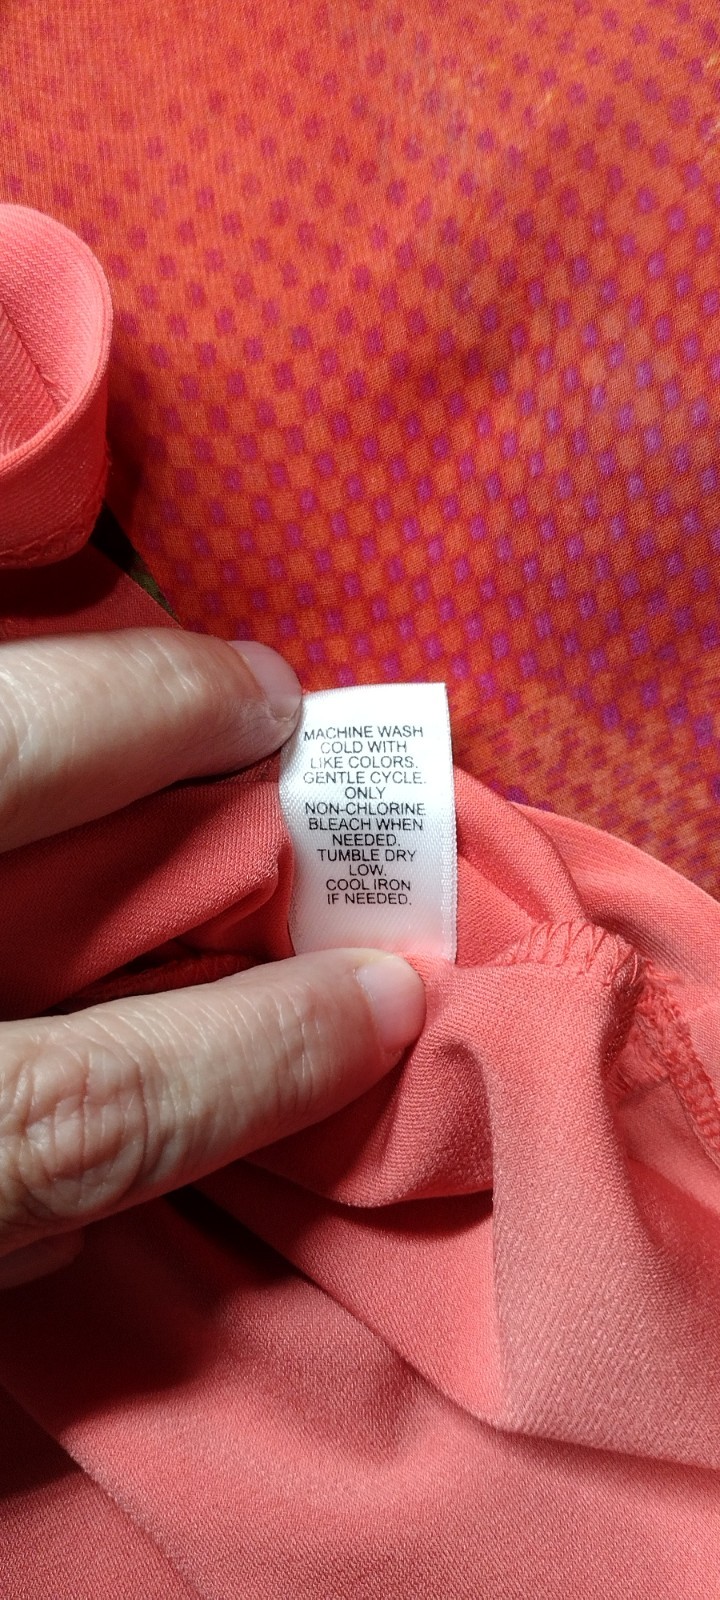 MACHINE WASH
COLD WITH
LIKE COLORS.
GENTLE CYCLE.
ONLY
NON-CHLORINE
BLEACH WHEN
NEEDED.
TUMBLE DRY
LOW.
COOL IRON
IF NEEDED.